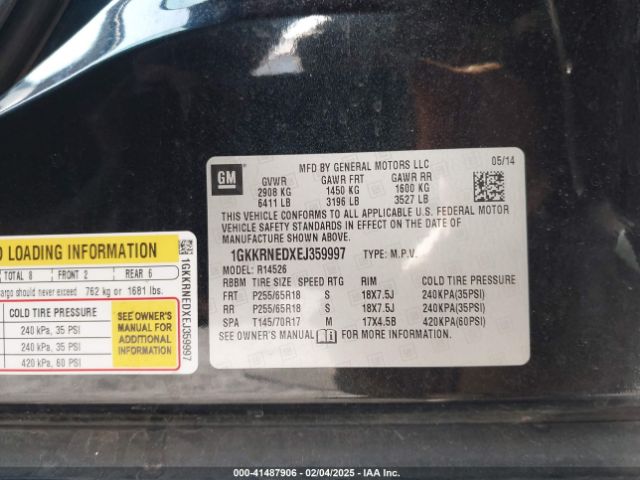 GM
MFD BY GENERAL MOTORS LLC 05/14
GVWR GAWR FRT GAWR RR
2908 KG 1450 KG 1600 KG
6411 LB 3196 LB 3527 LB
THIS VEHICLE CONFORMS TO ALL APPLICABLE U.S. FEDERAL MOTOR
VEHICLE SAFETY STANDARDS IN EFFECT ON THE DATE OF
MANUFACTURE SHOWN ABOVE.
1GKKRNEDXEJ359997 TYPE: M.P.V.
MODEL: R14526
RBBM TIRE SIZE SPEED RTG RIM COLD TIRE PRESSURE
FRT P255/65R18 S 18X7.5J 240KPA(35PSI)
RR P255/65R18 S 18X7.5J 240KPA(35PSI)
SPA T145/70R17 M 17X4.5B 420KPA(60PSI)
SEE OWNER'S MANUAL FOR MORE INFORMATION.
LOADING INFORMATION
TOTAL 8 FRONT 2 REAR 6
should never exceed 762 kg or 1681 lbs.
COLD TIRE PRESSURE
240 kPa, 35 PSI
240 kPa, 35 PSI
420 kPa, 60 PSI
SEE OWNER'S
MANUAL FOR
ADDITIONAL
INFORMATION
1GKKRNEDXEJ359997
000-41487906 - 02/04/2025 - IAA Inc.